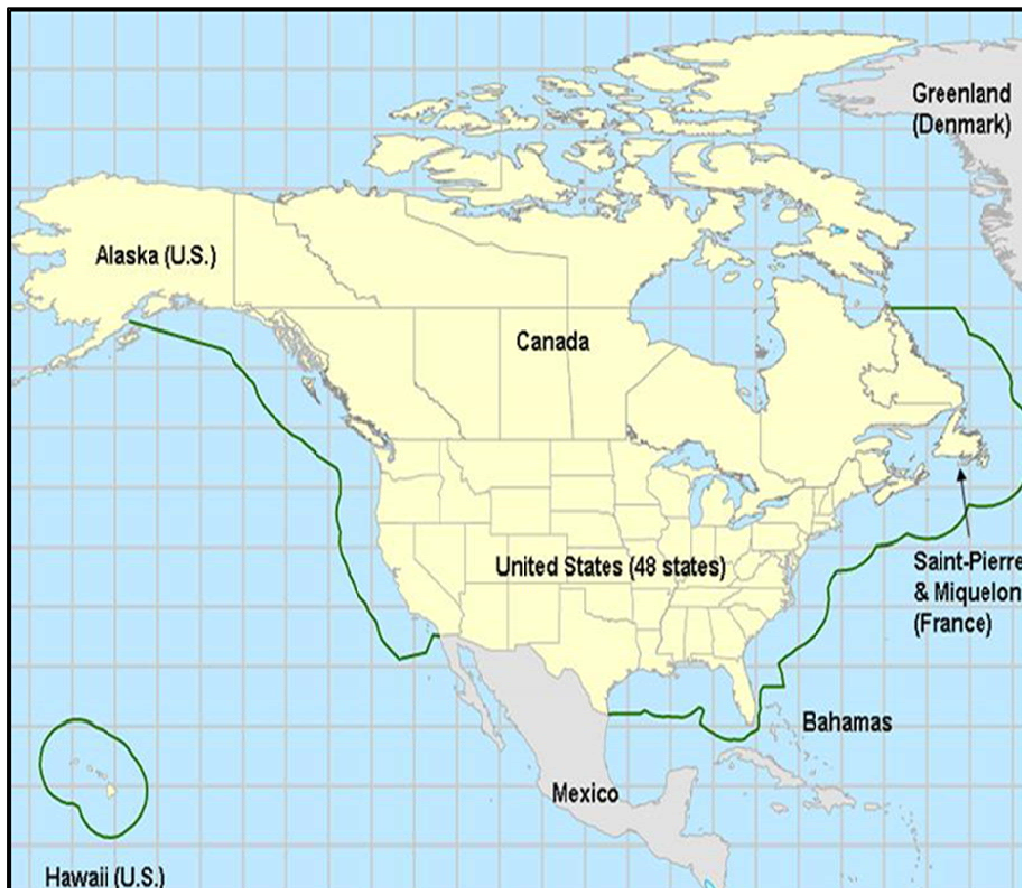 Greenland
(Denmark)
Alaska (U.S.)
Canada
United States (48 states)
Saint-Pierre
& Miquelon
(France)
Bahamas
Mexico
Hawaii (U.S.)